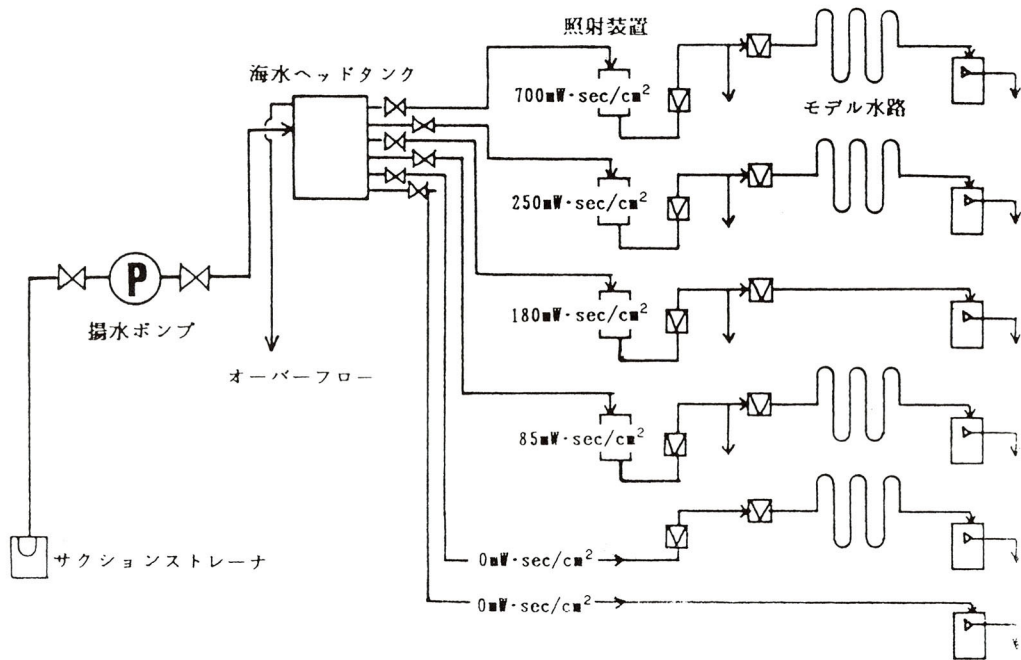 照射装置
海水ヘッドタンク
700mW·sec/cm²
モデル水路
250mW·sec/cm²
P
180mW·sec/cm²
揚水ポンプ
オーバーフロー
85mW·sec/cm²
サクションストレーナ
0mW·sec/cm²
0mW·sec/cm²